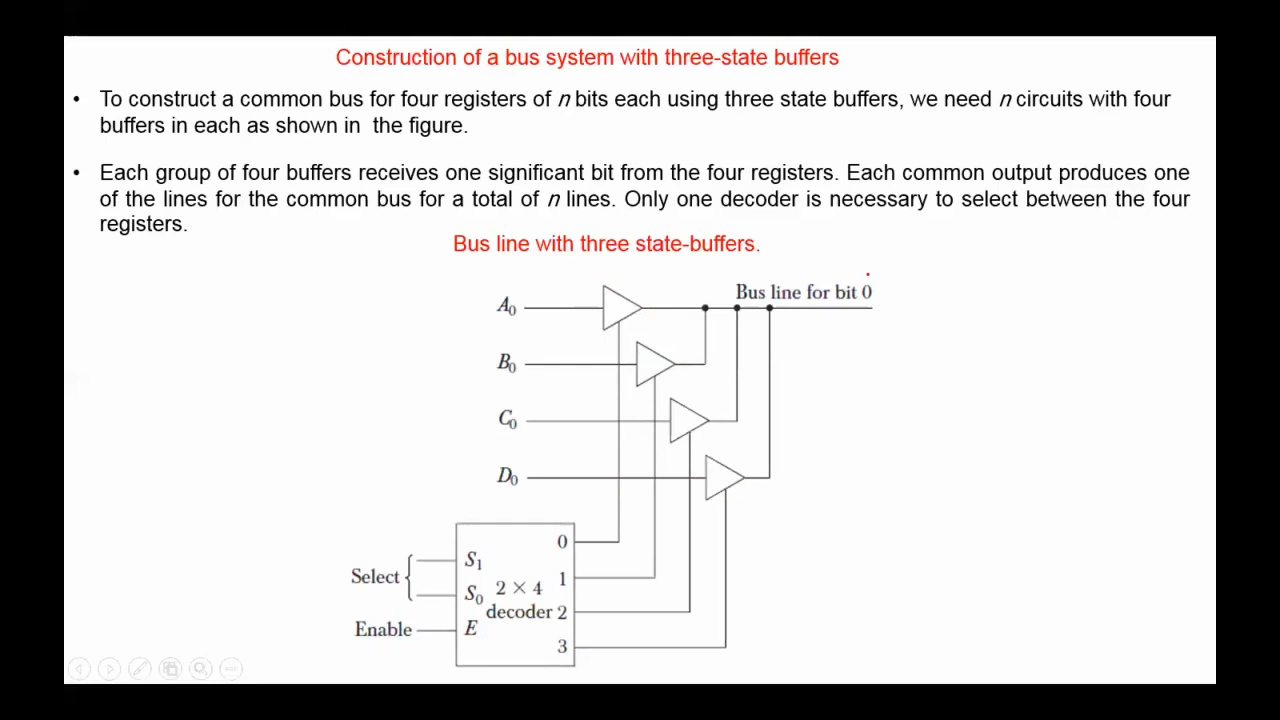 Construction of a bus system with three-state buffers
• To construct a common bus for four registers of n bits each using three state buffers, we need n circuits with four
buffers in each as shown in the figure.
• Each group of four buffers receives one significant bit from the four registers. Each common output produces one
of the lines for the common bus for a total of n lines. Only one decoder is necessary to select between the four
registers.
Bus line with three state-buffers.
Bus line for bit 0
A0
B0
C0
D0
0
S1
Select
1
2 × 4
S0
decoder 2
Enable
E
3